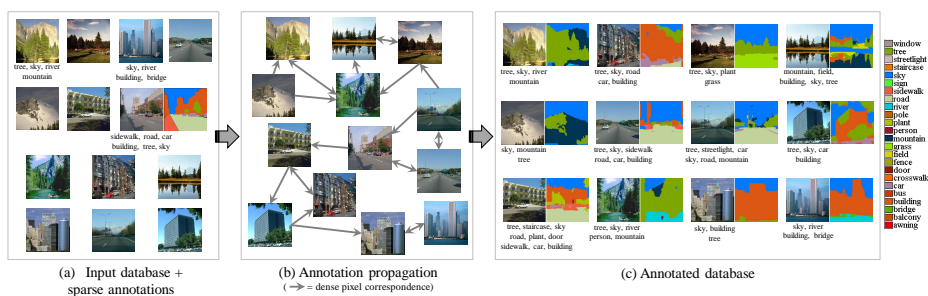 tree, sky, river
mountain
sky, river
building, bridge
sidewalk, road, car
building, tree, sky
(a) Input database +
sparse annotations
(b) Annotation propagation
( → = dense pixel correspondence)
tree, sky, river
mountain
tree, sky, road
car, building
tree, sky, plant
grass
mountain, field,
building, sky, tree
sky, mountain
tree
tree, sky, sidewalk
road, car, building
tree, streetlight, car
sky, road, mountain
tree, sky, car
building
tree, staircase, sky
road, plant, door
sidewalk, car, building
tree, sky, river
person, mountain
sky, building
tree
sky, river
building, bridge
(c) Annotated database
window
tree
streetlight
staircase
sky
sign
sidewalk
road
river
pole
plant
person
mountain
grass
field
fence
door
crosswalk
car
bus
building
bridge
balcony
awning